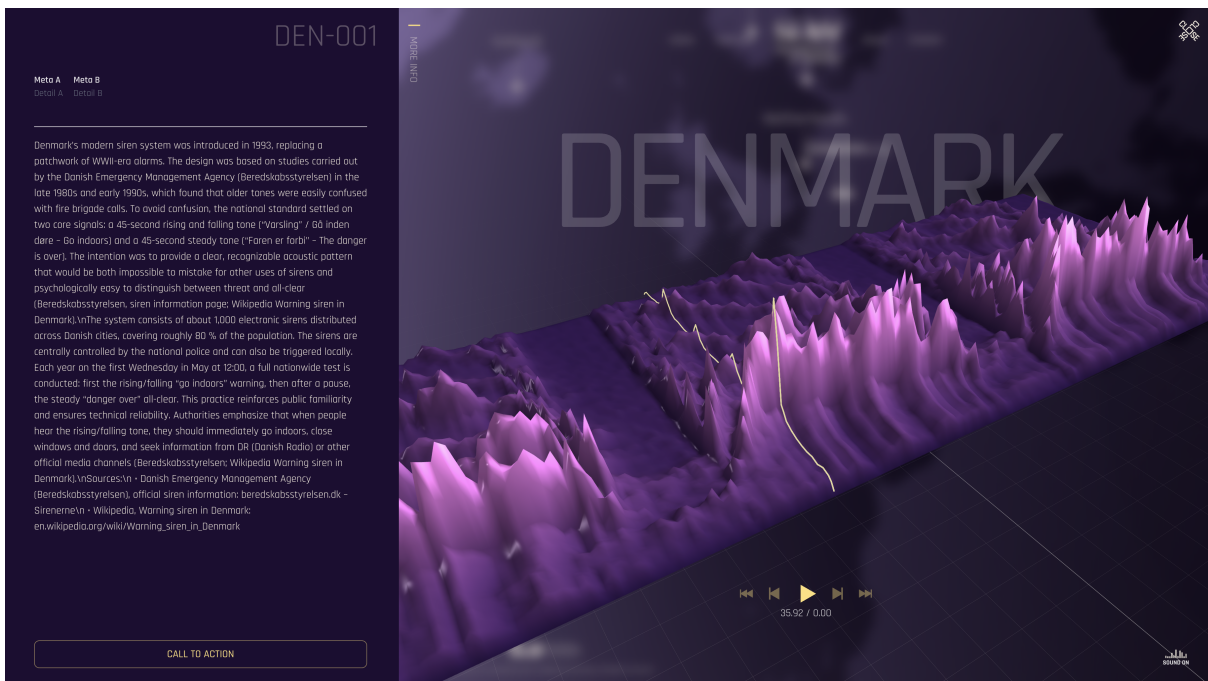 DEN-001
Meta A Meta B
Detail A Detail B
Denmark's modern siren system was introduced in 1993, replacing a
patchwork of WWII-era alarms. The design was based on studies carried out
by the Danish Emergency Management Agency (Beredskabsstyrelsen) in the
late 1980s and early 1990s, which found that older tones were easily confused
with fire brigade calls. To avoid confusion, the national standard settled on
two core signals: a 45-second rising and falling tone ("Varsling" / Gå inden
døre – Go indoors) and a 45-second steady tone ("Faren er forbi" – The danger
is over). The intention was to provide a clear, recognizable acoustic pattern
that would be both impossible to mistake for other uses of sirens and
psychologically easy to distinguish between threat and all-clear
(Beredskabsstyrelsen, siren information page; Wikipedia Warning siren in
Denmark).\nThe system consists of about 1,000 electronic sirens distributed
across Danish cities, covering roughly 80 % of the population. The sirens are
centrally controlled by the national police and can also be triggered locally.
Each year on the first Wednesday in May at 12:00, a full nationwide test is
conducted: first the rising/falling "go indoors" warning, then after a pause,
the steady "danger over" all-clear. This practice reinforces public familiarity
and ensures technical reliability. Authorities emphasize that when people
hear the rising/falling tone, they should immediately go indoors, close
windows and doors, and seek information from DR (Danish Radio) or other
official media channels (Beredskabsstyrelsen; Wikipedia Warning siren in
Denmark).\nSources:\n • Danish Emergency Management Agency
(Beredskabsstyrelsen), official siren information: beredskabsstyrelsen.dk –
Sirenerne\n • Wikipedia, Warning siren in Denmark:
en.wikipedia.org/wiki/Warning_siren_in_Denmark
CALL TO ACTION
MORE INFO
DENMARK
35.92 / 0.00
SOUND ON